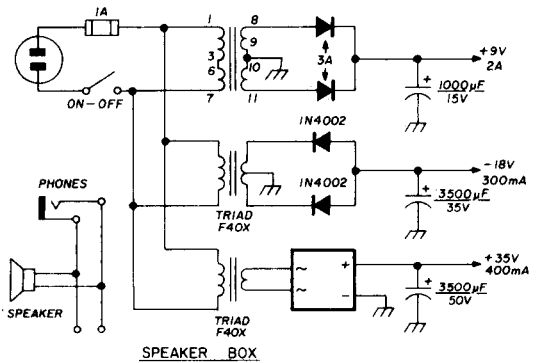 1A
ON-OFF
1
3
6
7
8
9
10
11
3A
+9V
2A
+
1000µF
15V
1N4002
1N4002
TRIAD
F40X
-18V
300mA
+
3500µF
35V
PHONES
SPEAKER
TRIAD
F40X
~
~
+
-
+35V
400mA
+
3500µF
50V
SPEAKER BOX